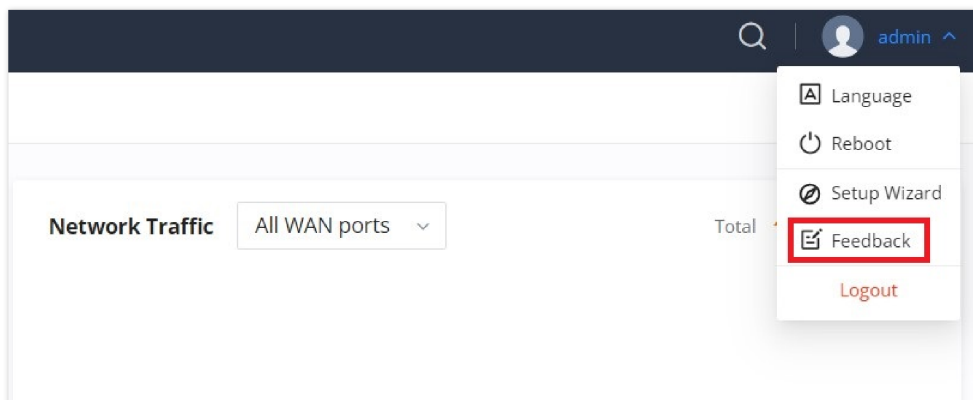 admin
Language
Reboot
Setup Wizard
Network Traffic All WAN ports Total
Feedback
Logout